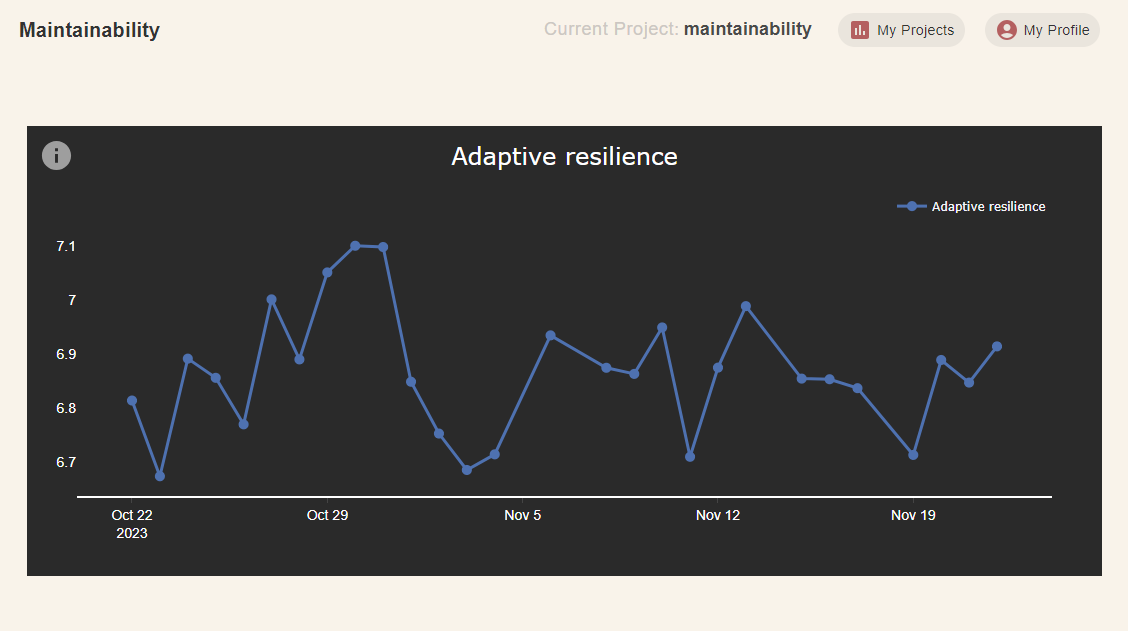 Maintainability
Current Project: maintainability
My Projects
My Profile
Adaptive resilience
Adaptive resilience
7.1
7
6.9
6.8
6.7
Oct 22
2023
Oct 29
Nov 5
Nov 12
Nov 19